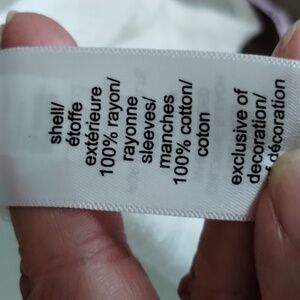 shell/
étoffe
extérieure
100% rayon/
rayonne
sleeves/
manches
100% cotton/
coton
exclusive of
decoration/
décoration